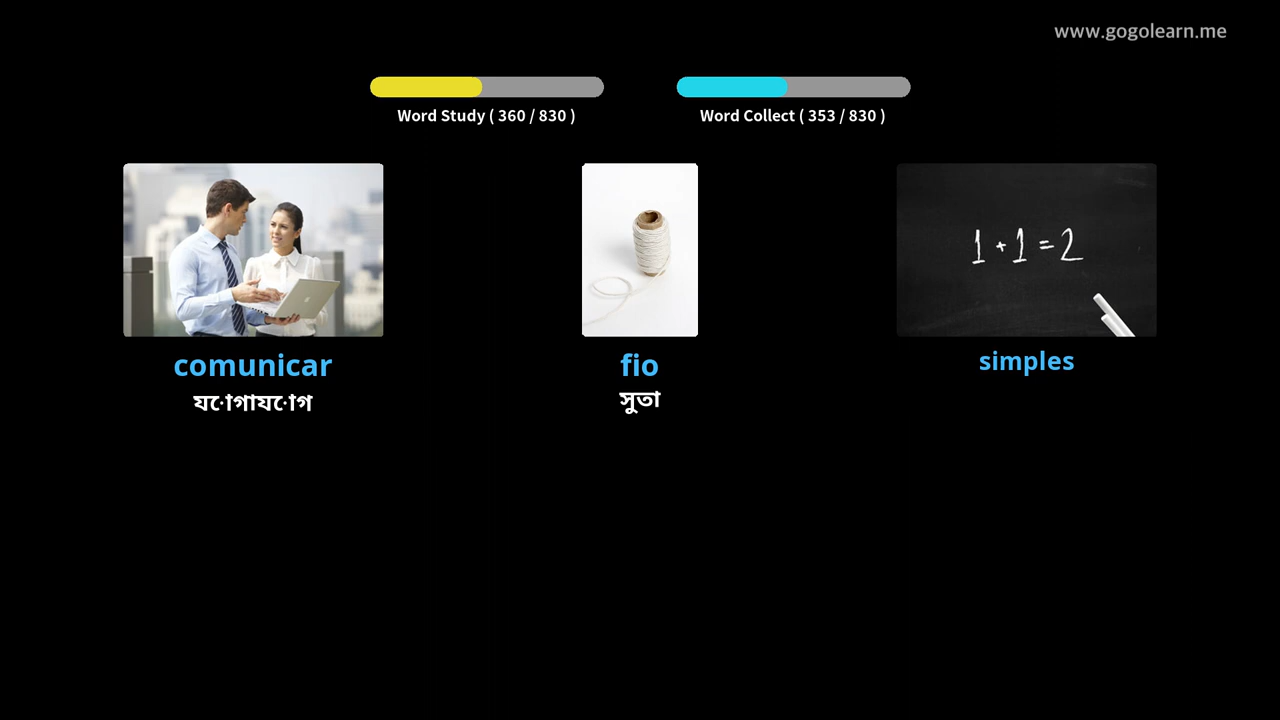 www.gogolearn.me
Word Study ( 360 / 830 )
Word Collect ( 353 / 830 )
1 + 1 = 2
comunicar
যোগাযোগ
fio
সুতা
simples